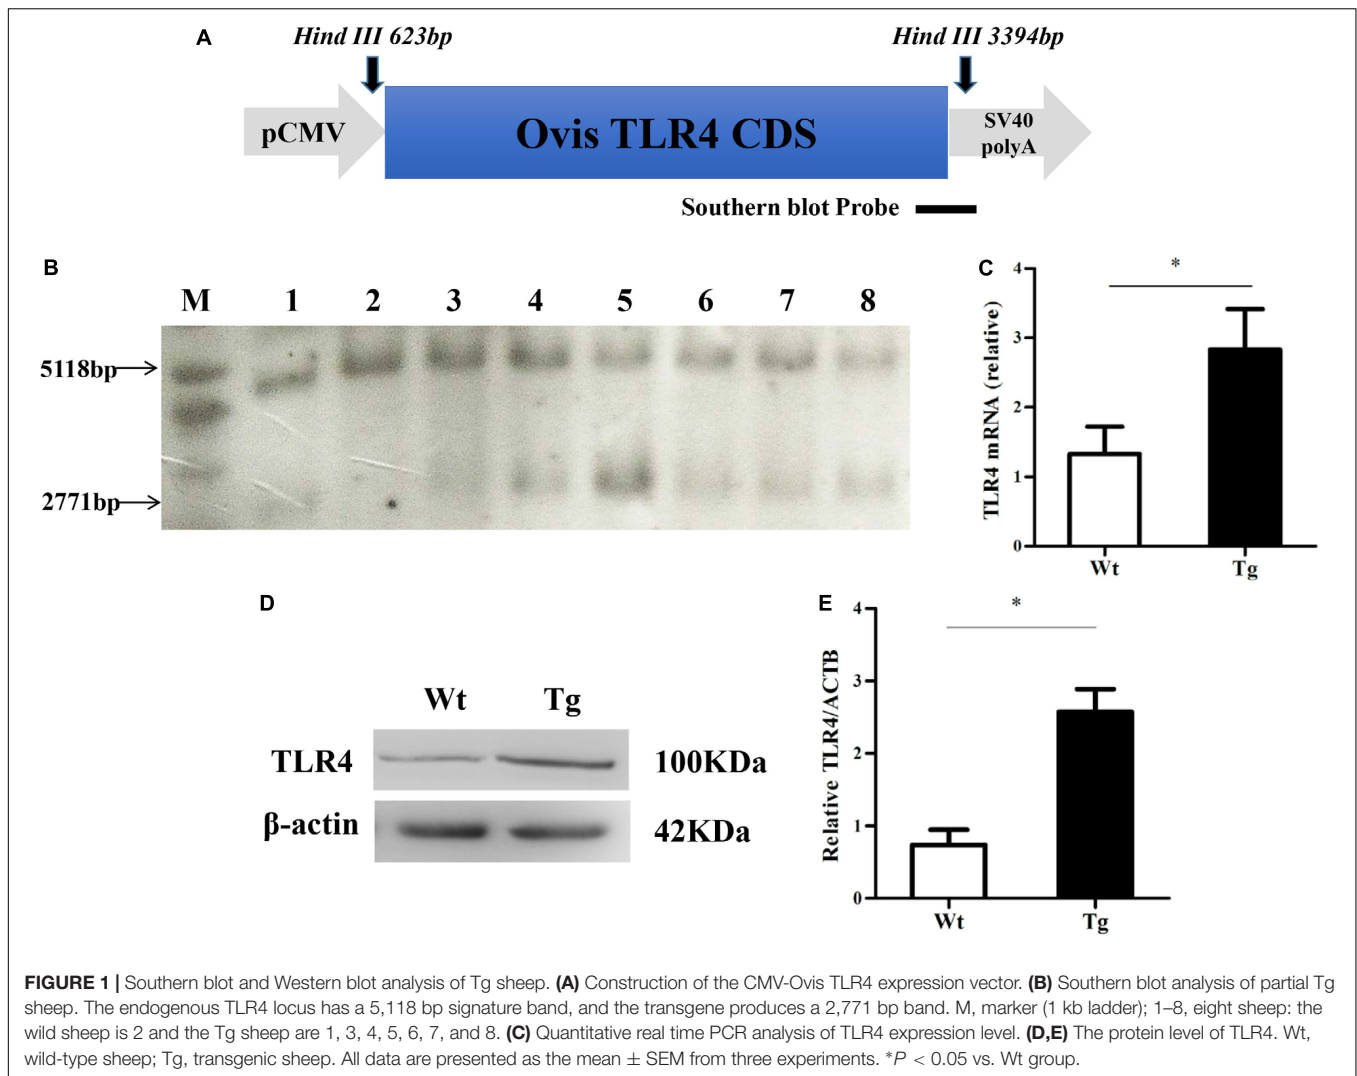 A
Hind III 623bp
Hind III 3394bp
pCMV
Ovis TLR4 CDS
SV40
polyA
Southern blot Probe
B
M 1 2 3 4 5 6 7 8
5118bp
2771bp
C
TLR4 mRNA (relative)
4
3
2
1
0
*
Wt Tg
D
Wt Tg
TLR4 100KDa
β-actin 42KDa
E
Relative TLR4/ACTB
4
3
2
1
0
*
Wt Tg
FIGURE 1 | Southern blot and Western blot analysis of Tg sheep. (A) Construction of the CMV-Ovis TLR4 expression vector. (B) Southern blot analysis of partial Tg
sheep. The endogenous TLR4 locus has a 5,118 bp signature band, and the transgene produces a 2,771 bp band. M, marker (1 kb ladder); 1–8, eight sheep: the
wild sheep is 2 and the Tg sheep are 1, 3, 4, 5, 6, 7, and 8. (C) Quantitative real time PCR analysis of TLR4 expression level. (D,E) The protein level of TLR4. Wt,
wild-type sheep; Tg, transgenic sheep. All data are presented as the mean ± SEM from three experiments. *P < 0.05 vs. Wt group.